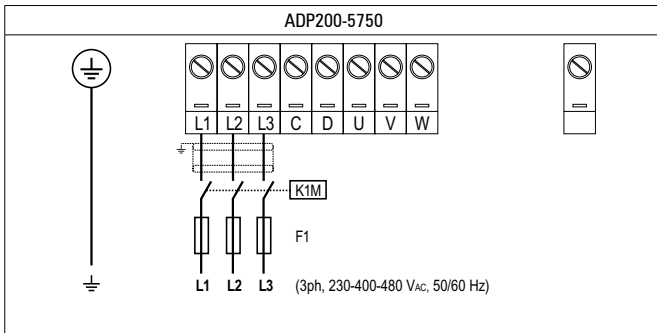 ADP200-5750
L1 L2 L3 C D U V W
K1M
F1
L1 L2 L3 (3ph, 230-400-480 VAC, 50/60 Hz)